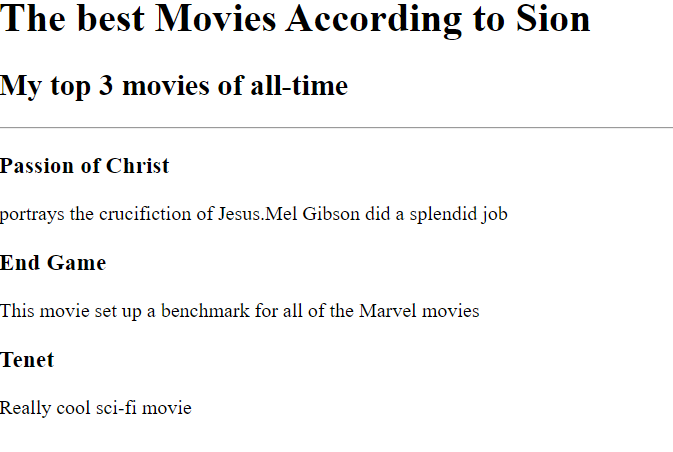 The best Movies According to Sion
My top 3 movies of all-time
Passion of Christ
portrays the crucifiction of Jesus.Mel Gibson did a splendid job
End Game
This movie set up a benchmark for all of the Marvel movies
Tenet
Really cool sci-fi movie